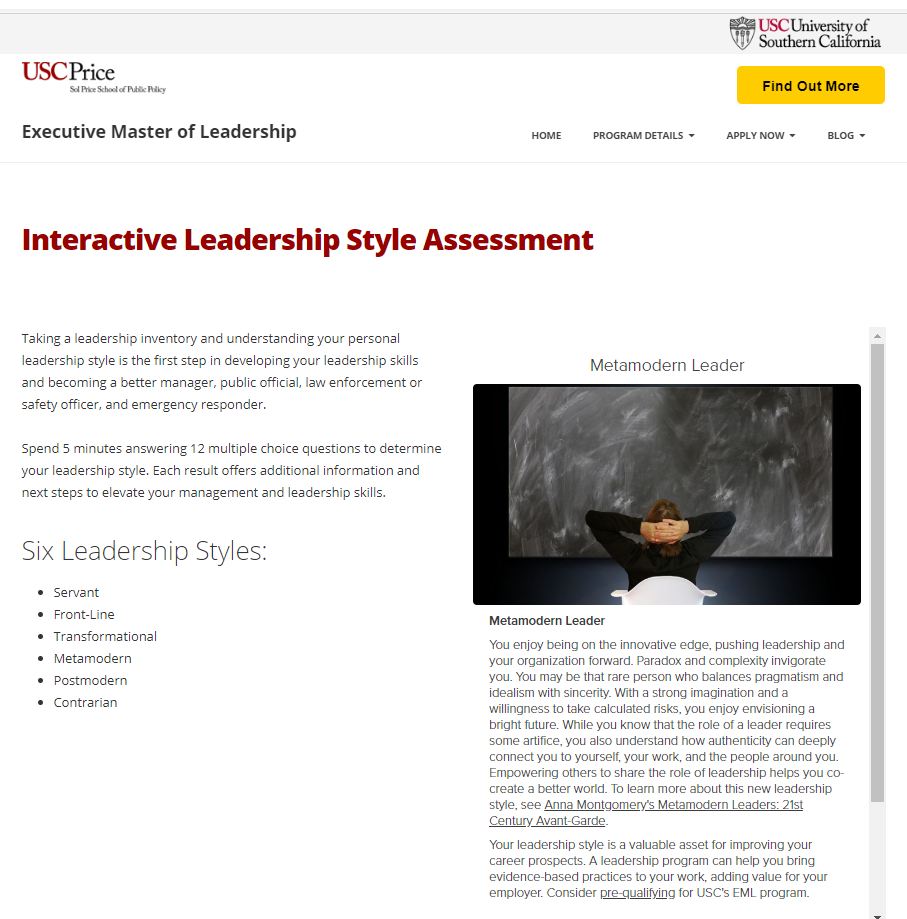 USC University of
Southern California
USC Price
Sol Price School of Public Policy
Find Out More
Executive Master of Leadership
HOME
PROGRAM DETAILS
APPLY NOW
BLOG
Interactive Leadership Style Assessment
Taking a leadership inventory and understanding your personal
leadership style is the first step in developing your leadership skills
and becoming a better manager, public official, law enforcement or
safety officer, and emergency responder.
Spend 5 minutes answering 12 multiple choice questions to determine
your leadership style. Each result offers additional information and
next steps to elevate your management and leadership skills.
Six Leadership Styles:
Servant
Front-Line
Transformational
Metamodern
Postmodern
Contrarian
Metamodern Leader
Metamodern Leader
You enjoy being on the innovative edge, pushing leadership and
your organization forward. Paradox and complexity invigorate
you. You may be that rare person who balances pragmatism and
idealism with sincerity. With a strong imagination and a
willingness to take calculated risks, you enjoy envisioning a
bright future. While you know that the role of a leader requires
some artifice, you also understand how authenticity can deeply
connect you to yourself, your work, and the people around you.
Empowering others to share the role of leadership helps you co-
create a better world. To learn more about this new leadership
style, see Anna Montgomery's Metamodern Leaders: 21st
Century Avant-Garde.
Your leadership style is a valuable asset for improving your
career prospects. A leadership program can help you bring
evidence-based practices to your work, adding value for your
employer. Consider pre-qualifying for USC's EML program.